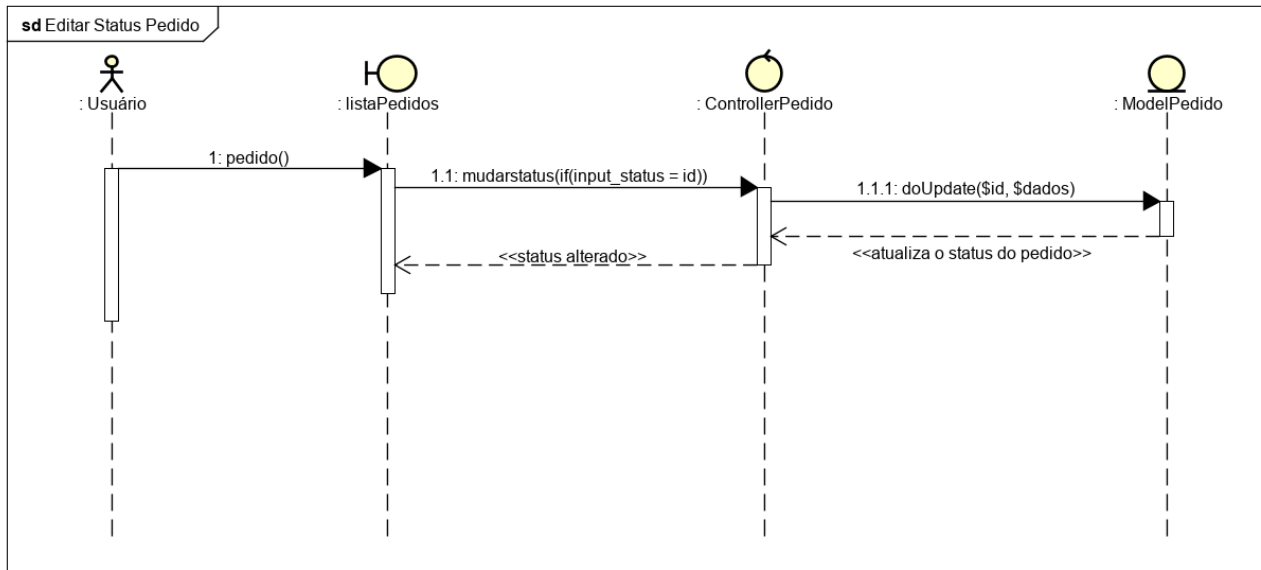 sd Editar Status Pedido
: Usuário
: listaPedidos
: ControllerPedido
: ModelPedido
1: pedido()
1.1: mudarstatus(if(input_status = id))
1.1.1: doUpdate($id, $dados)
<<status alterado>>
<<atualiza o status do pedido>>